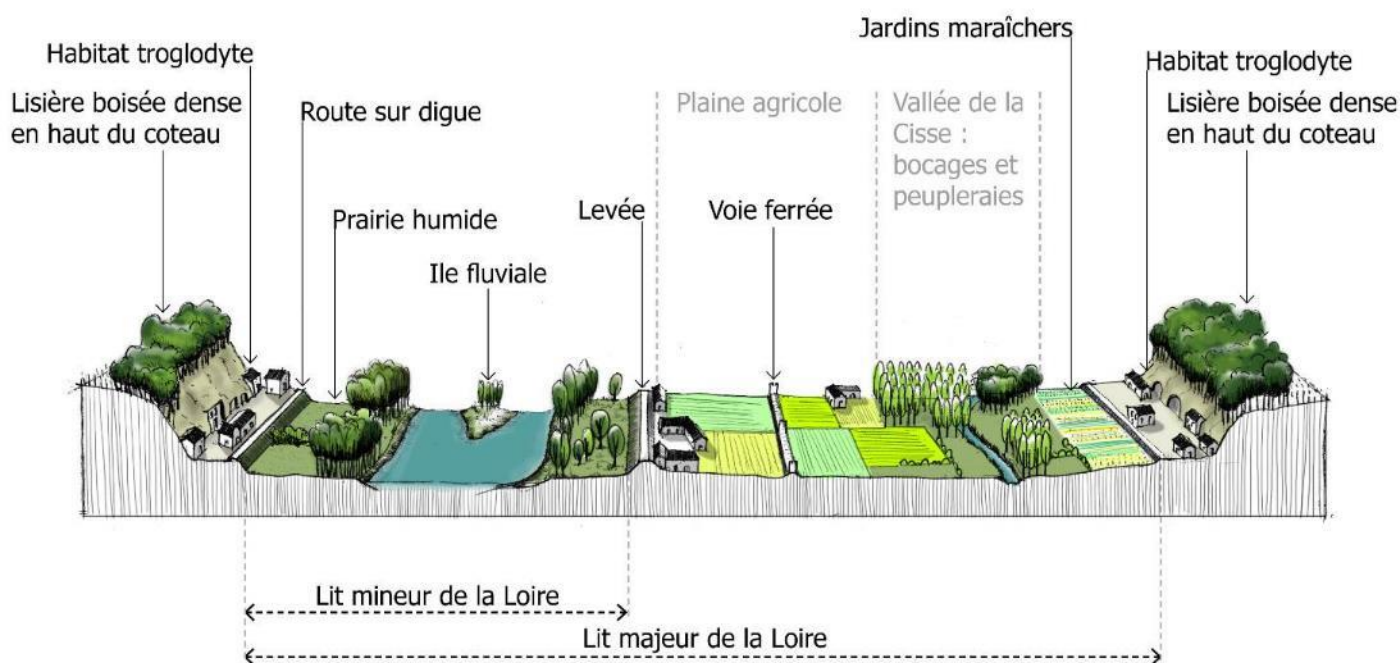 Habitat troglodyte
Lisière boisée dense
en haut du coteau
Route sur digue
Prairie humide
Ile fluviale
Levée
Plaine agricole
Voie ferrée
Vallée de la
Cisse :
bocages et
peupleraies
Jardins maraîchers
Habitat troglodyte
Lisière boisée dense
en haut du coteau
Lit mineur de la Loire
Lit majeur de la Loire